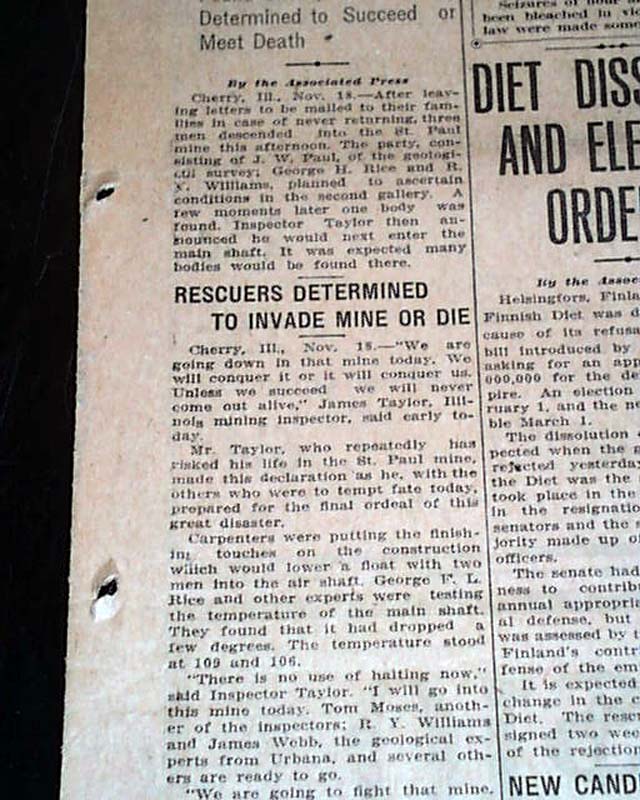 Determined to Succeed or
Meet Death
By the Associated Press
Cherry, Ill., Nov. 18.—After leav-
ing letters to be mailed to their fam-
ilies in case of never returning, three
men descended into the St. Paul
mine this afternoon. The party, con-
sisting of J. W. Paul, of the geologi-
cal survey; George H. Rice and R.
Y. Williams, planned to ascertain
conditions in the second gallery. A
few moments later one body was
found. Inspector Taylor then an-
nounced he would next enter the
main shaft. It was expected many
bodies would be found there.
RESCUERS DETERMINED
TO INVADE MINE OR DIE
Cherry, Ill., Nov. 18.—"We are
going down in that mine today. We
will conquer it or it will conquer us.
Unless we succeed we will never
come out alive," James Taylor, Illi-
nois mining inspector, said early to-
day.
Mr. Taylor, who repeatedly has
risked his life in the St. Paul mine,
made this declaration as he, with the
others who were to tempt fate today,
prepared for the final ordeal of this
great disaster.
Carpenters were putting the finish-
ing touches on the construction
which would lower a float with two
men into the air shaft. George F. L.
Rice and other experts were testing
the temperature of the main shaft.
They found that it had dropped a
few degrees. The temperature stood
at 109 and 106.
"There is no use of halting now,"
said Inspector Taylor. "I will go into
this mine today. Tom Moses, anoth-
er of the inspectors; R. Y. Williams
and James Webb, the geological ex-
perts from Urbana, and several oth-
ers are ready to go.
"We are going to fight that mine.
been bleached in
law were made some
DIET DISS
AND ELE
ORDE
By the Assoc
Helsingfors, Finla
Finnish Diet was d
cause of its refusa
bill introduced by
asking for an app
000,000 for the de
pire. An election
ruary 1, and the ne
ble March 1.
The dissolution
pected when the g
rejected yesterda
the Diet was the
took place in the
in the resignatio
senators and the s
jority made up of
officers.
The senate had
ness to contrib
annual appropri
al defense, but
was assessed by t
Finland's contr
fense of the em
It is expected
change in the
Diet. The resc
signed two wee
of the rejection
NEW CAND